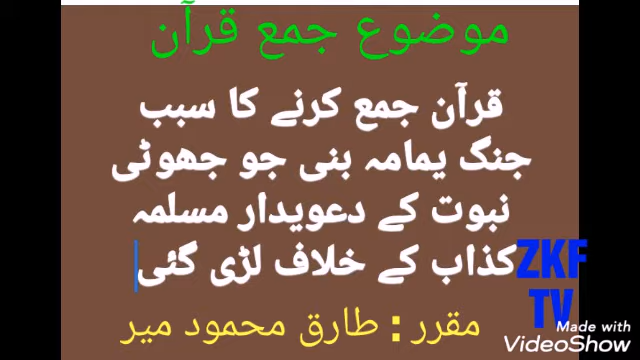 موضوع جمع قرآن
قرآن جمع کرنے کا سبب
جنگ یمامہ بنی جو جھوٹی
نبوت کے دعویدار مسلمہ
کذاب کے خلاف لڑی گئی
ZKF
TV
مقرر : طارق محمود میر
Made with
VideoShow